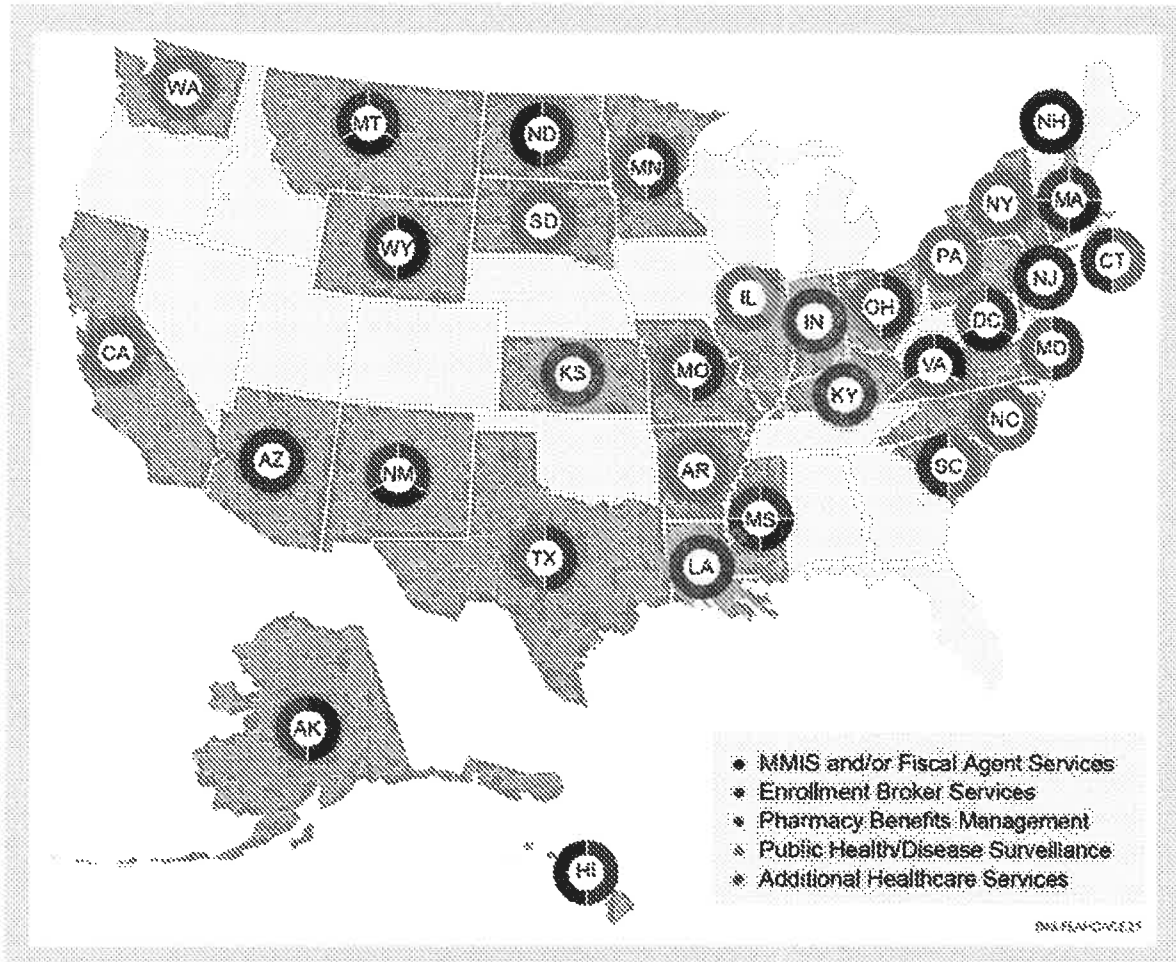 WA
MT
ND
MN
NH
NY
MA
SD
WY
PA
CT
NJ
IL
IN
OH
DC
CA
KS
MO
VA
MD
KY
NC
AZ
NM
AR
SC
MS
TX
LA
AK
HI
MMIS and/or Fiscal Agent Services
Enrollment Broker Services
Pharmacy Benefits Management
Public Health/Disease Surveillance
Additional Healthcare Services